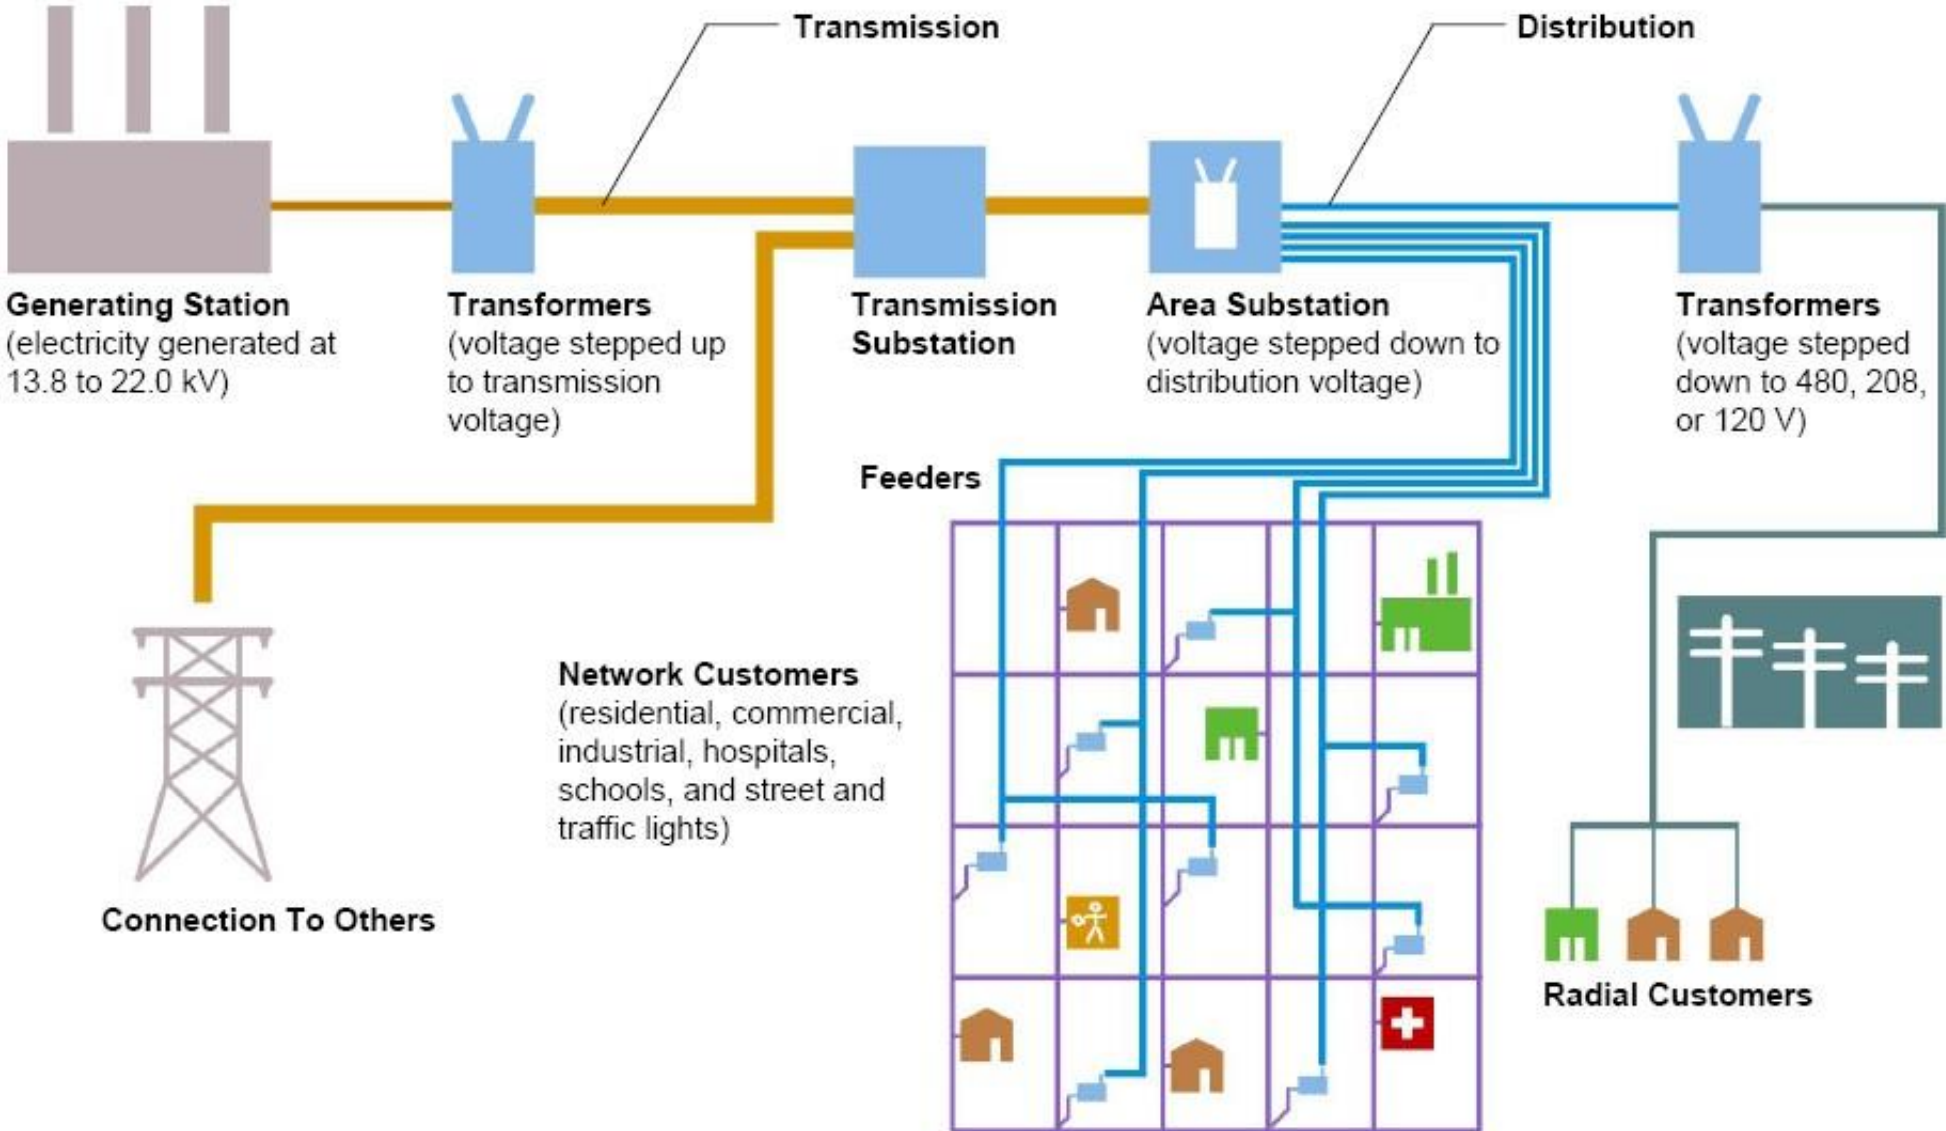 Transmission
Distribution
Generating Station
(electricity generated at
13.8 to 22.0 kV)
Transformers
(voltage stepped up
to transmission
voltage)
Transmission
Substation
Area Substation
(voltage stepped down to
distribution voltage)
Transformers
(voltage stepped
down to 480, 208,
or 120 V)
Feeders
Network Customers
(residential, commercial,
industrial, hospitals,
schools, and street and
traffic lights)
Connection To Others
Radial Customers